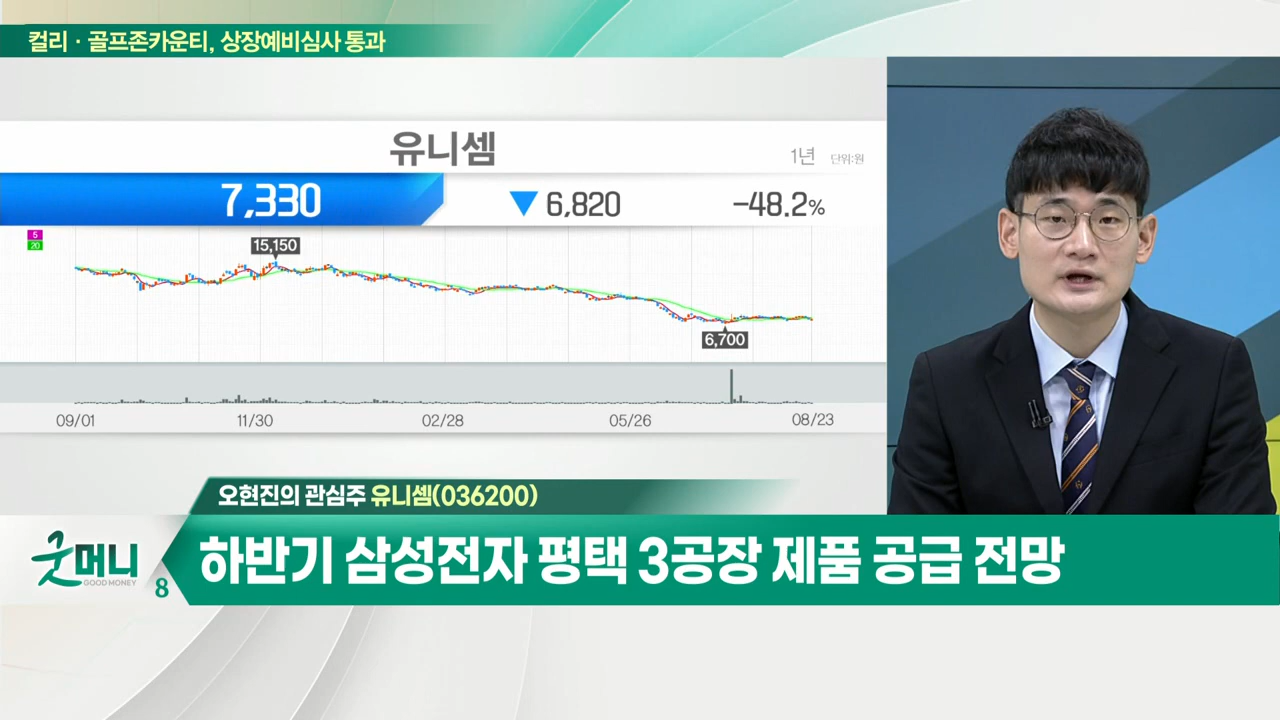 컬리 · 골프존카운티, 상장예비심사 통과
유니셈
1년 단위:원
7,330 ▼ 6,820 -48.2%
5
20
15,150
6,700
09/01 11/30 02/28 05/26 08/23
오현진의 관심주 유니셈(036200)
굿머니
GOOD MONEY
8
하반기 삼성전자 평택 3공장 제품 공급 전망